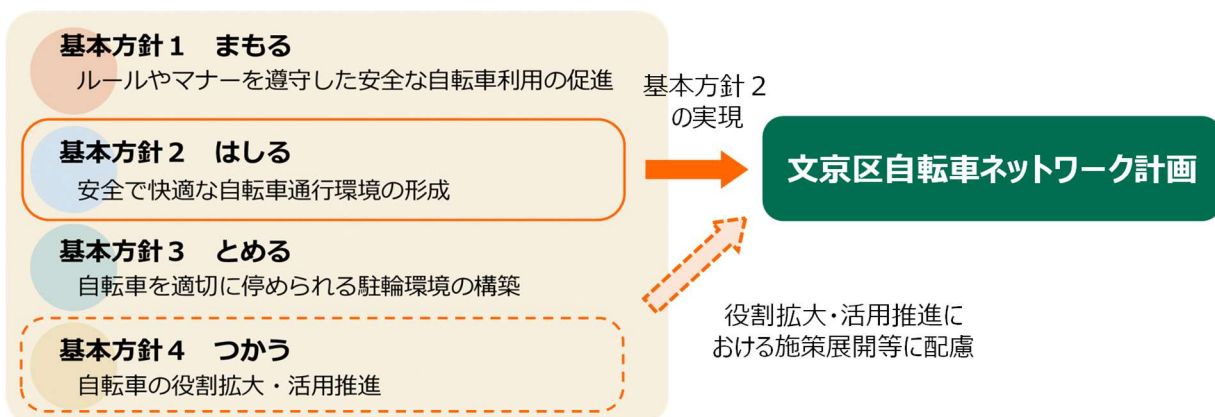 基本方針１　まもる
ルールやマナーを遵守した安全な自転車利用の促進
基本方針２　はしる
安全で快適な自転車通行環境の形成
基本方針３　とめる
自転車を適切に停められる駐輪環境の構築
基本方針４　つかう
自転車の役割拡大・活用推進
基本方針２
の実現
文京区自転車ネットワーク計画
役割拡大・活用推進に
おける施策展開等に配慮